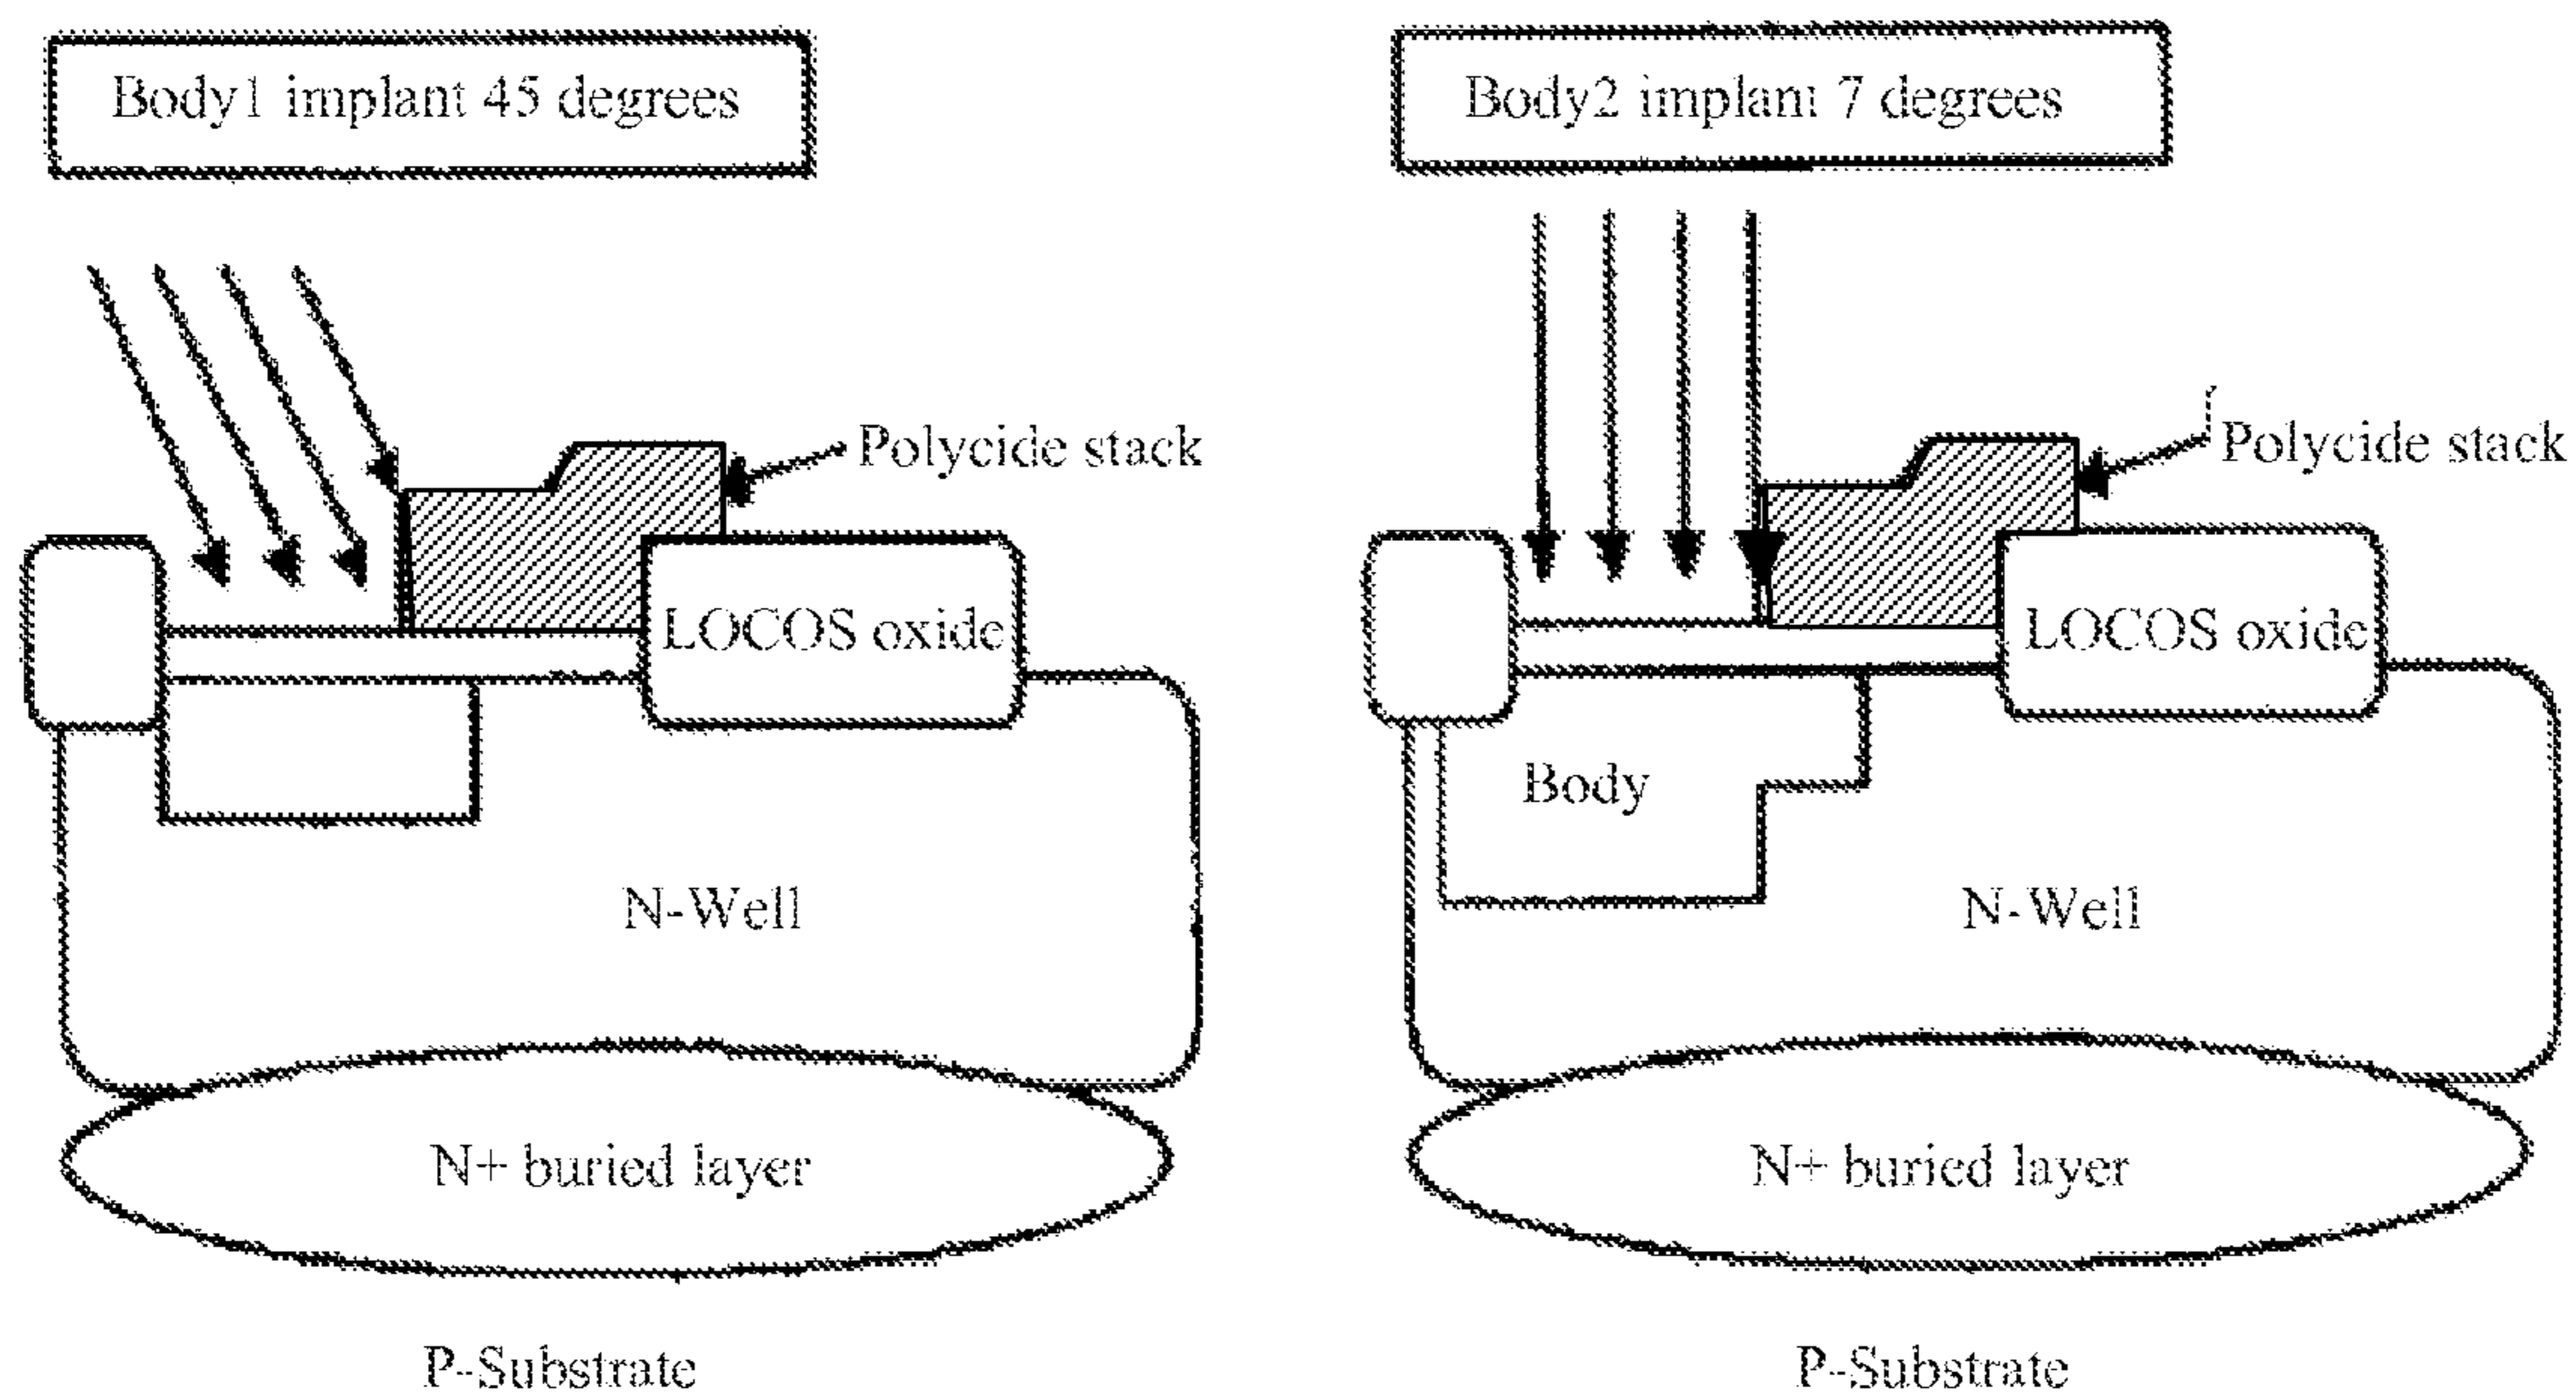 Body1 implant 45 degrees
Body2 implant 7 degrees
Polycide stack
Polycide stack
LOCOS oxide
LOCOS oxide
Body
N-Well
N-Well
N+ buried layer
N+ buried layer
P-Substrate
P-Substrate